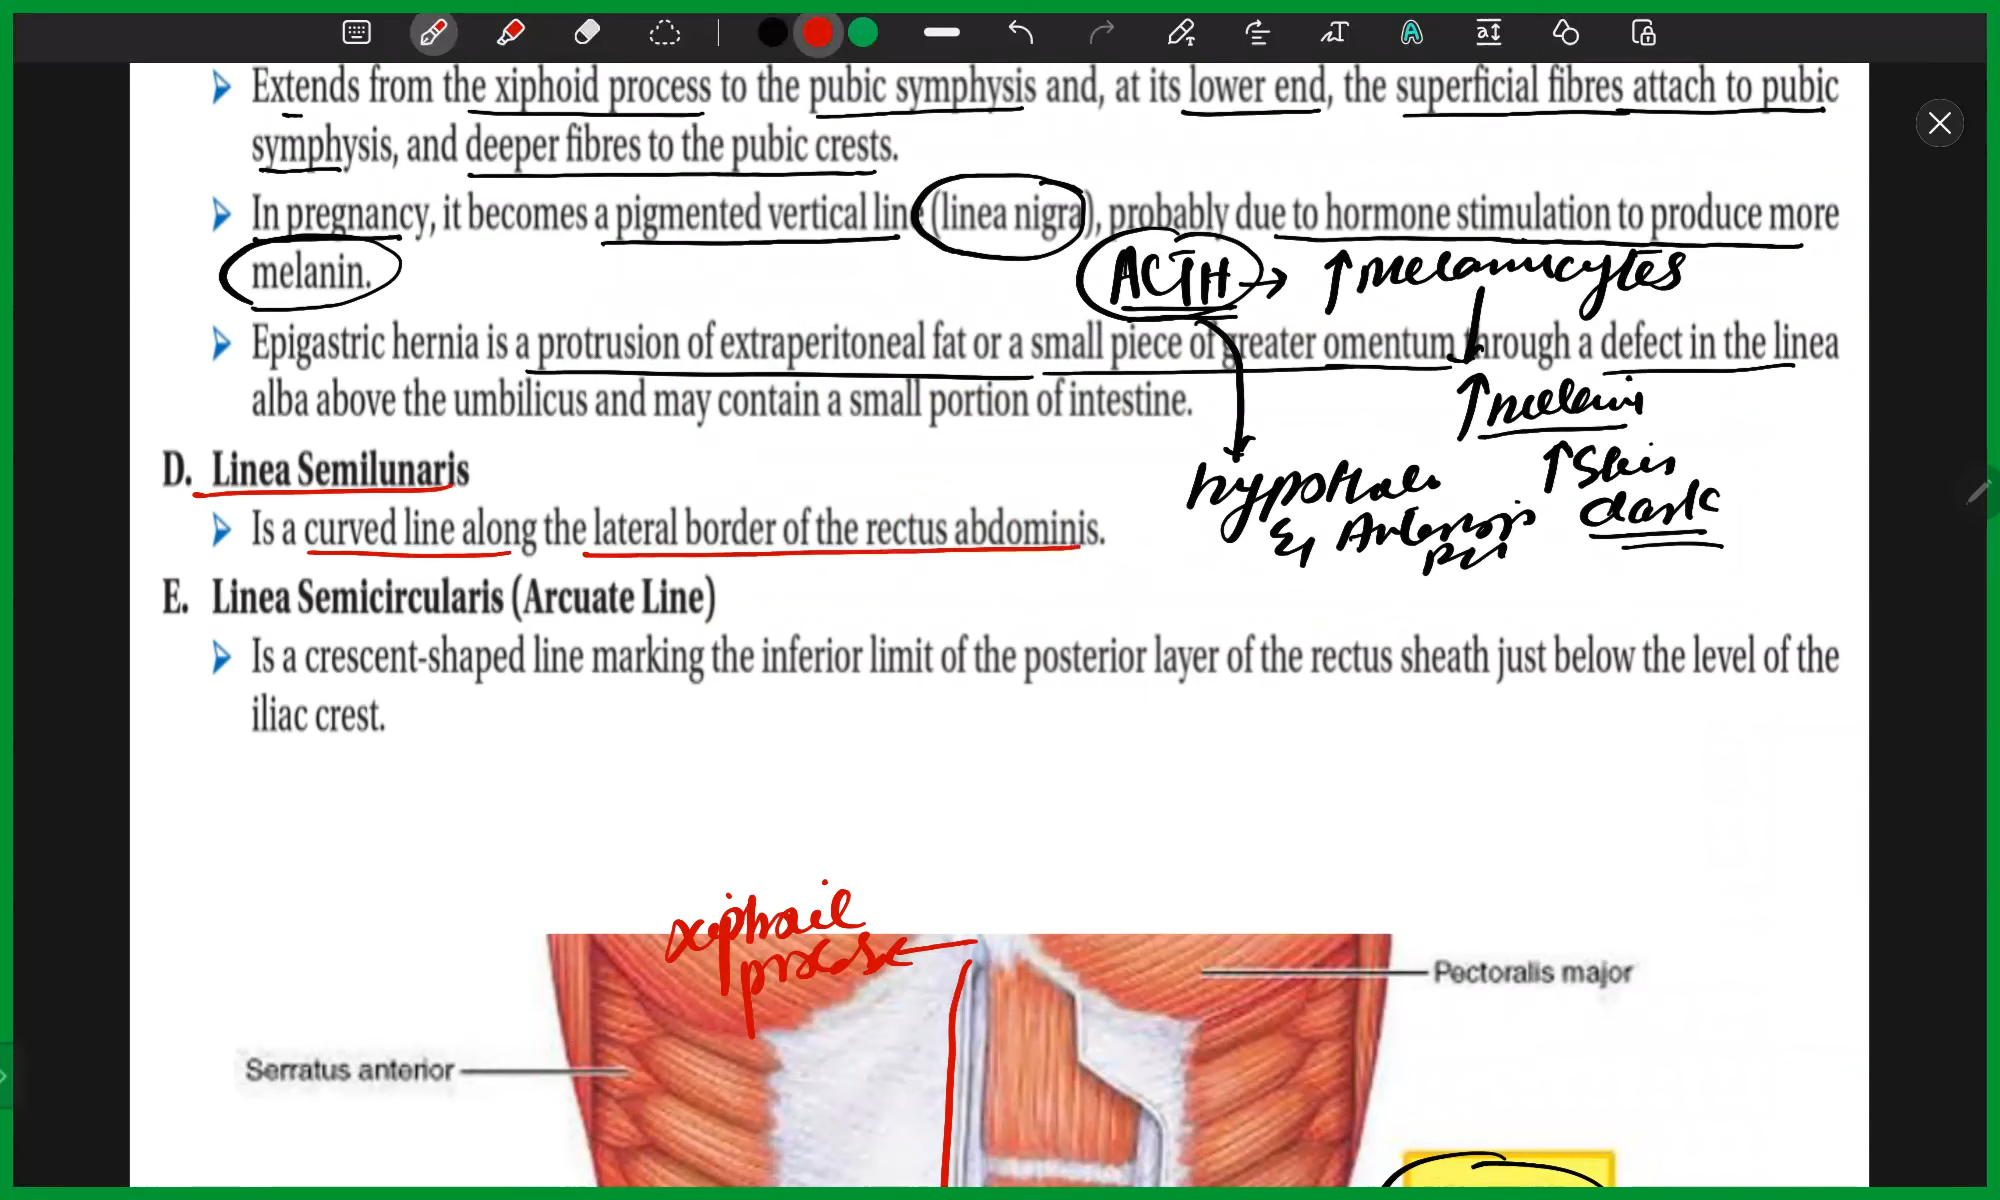 Extends from the xiphoid process to the pubic symphysis and, at its lower end, the superficial fibres attach to pubic
symphysis, and deeper fibres to the pubic crests.
In pregnancy, it becomes a pigmented vertical line (linea nigra), probably due to hormone stimulation to produce more
melanin.
ACTH → ↑ melanocytes
Epigastric hernia is a protrusion of extraperitoneal fat or a small piece of greater omentum through a defect in the linea
alba above the umbilicus and may contain a small portion of intestine.
↑ melanin
D. Linea Semilunaris
↑ Skin
dark
Is a curved line along the lateral border of the rectus abdominis.
E. Linea Semicircularis (Arcuate Line)
Is a crescent-shaped line marking the inferior limit of the posterior layer of the rectus sheath just below the level of the
iliac crest.
process
Pectoralis major
Serratus anterior